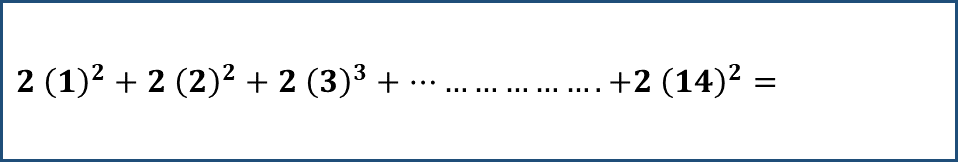 2 (1)² + 2 (2)² + 2 (3)³ + ⋯ … … … … …. +2 (14)² =